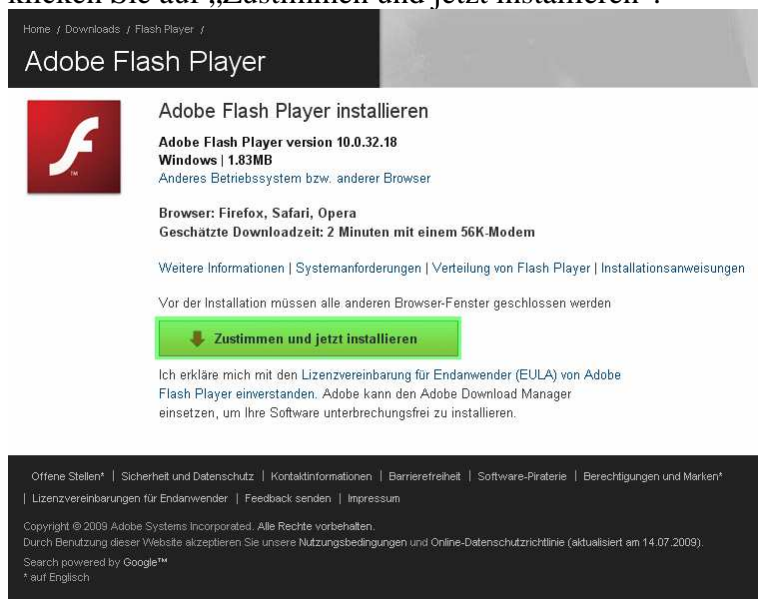 klicken Sie auf „Zustimmen und jetzt installieren“.
Home / Downloads / Flash Player /
Adobe Flash Player
Adobe Flash Player installieren
Adobe Flash Player version 10.0.32.18
Windows | 1.83MB
Anderes Betriebssystem bzw. anderer Browser
Browser: Firefox, Safari, Opera
Geschätzte Downloadzeit: 2 Minuten mit einem 56K-Modem
Weitere Informationen | Systemanforderungen | Verteilung von Flash Player | Installationsanweisungen
Vor der Installation müssen alle anderen Browser-Fenster geschlossen werden
Zustimmen und jetzt installieren
Ich erkläre mich mit den Lizenzvereinbarung für Endanwender (EULA) von Adobe
Flash Player einverstanden. Adobe kann den Adobe Download Manager
einsetzen, um Ihre Software unterbrechungsfrei zu installieren.
Offene Stellen* | Sicherheit und Datenschutz | Kontaktinformationen | Barrierefreiheit | Software-Piraterie | Berechtigungen und Marken*
| Lizenzvereinbarungen für Endanwender | Feedback senden | Impressum
Copyright © 2009 Adobe Systems Incorporated. Alle Rechte vorbehalten.
Durch Benutzung dieser Website akzeptieren Sie unsere Nutzungsbedingungen und Online-Datenschutzrichtlinie (aktualisiert am 14.07.2009).
Search powered by Google™
* auf Englisch